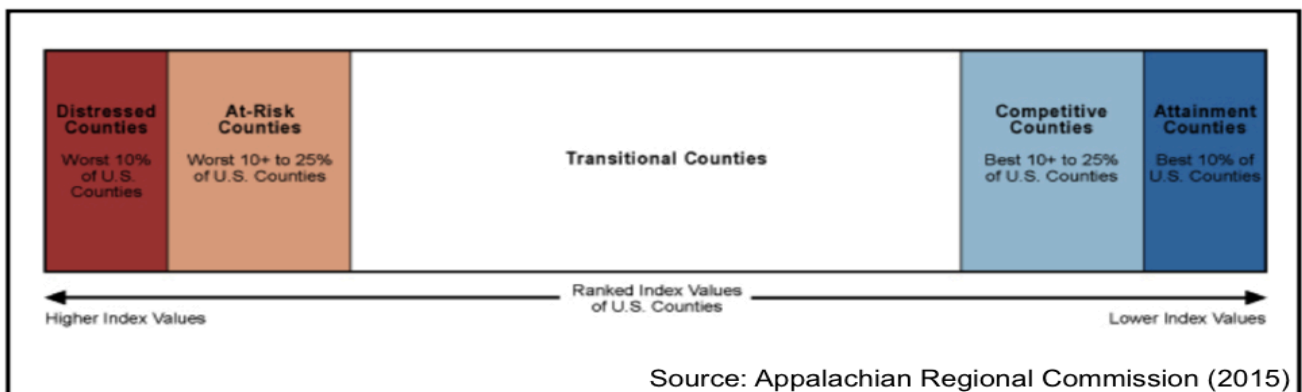 Distressed
Counties
Worst 10%
of U.S.
Counties
At-Risk
Counties
Worst 10+ to 25%
of U.S. Counties
Transitional Counties
Competitive
Counties
Best 10+ to 25%
of U.S. Counties
Attainment
Counties
Best 10% of
U.S. Counties
Ranked Index Values
of U.S. Counties
Higher Index Values
Lower Index Values
Source: Appalachian Regional Commission (2015)